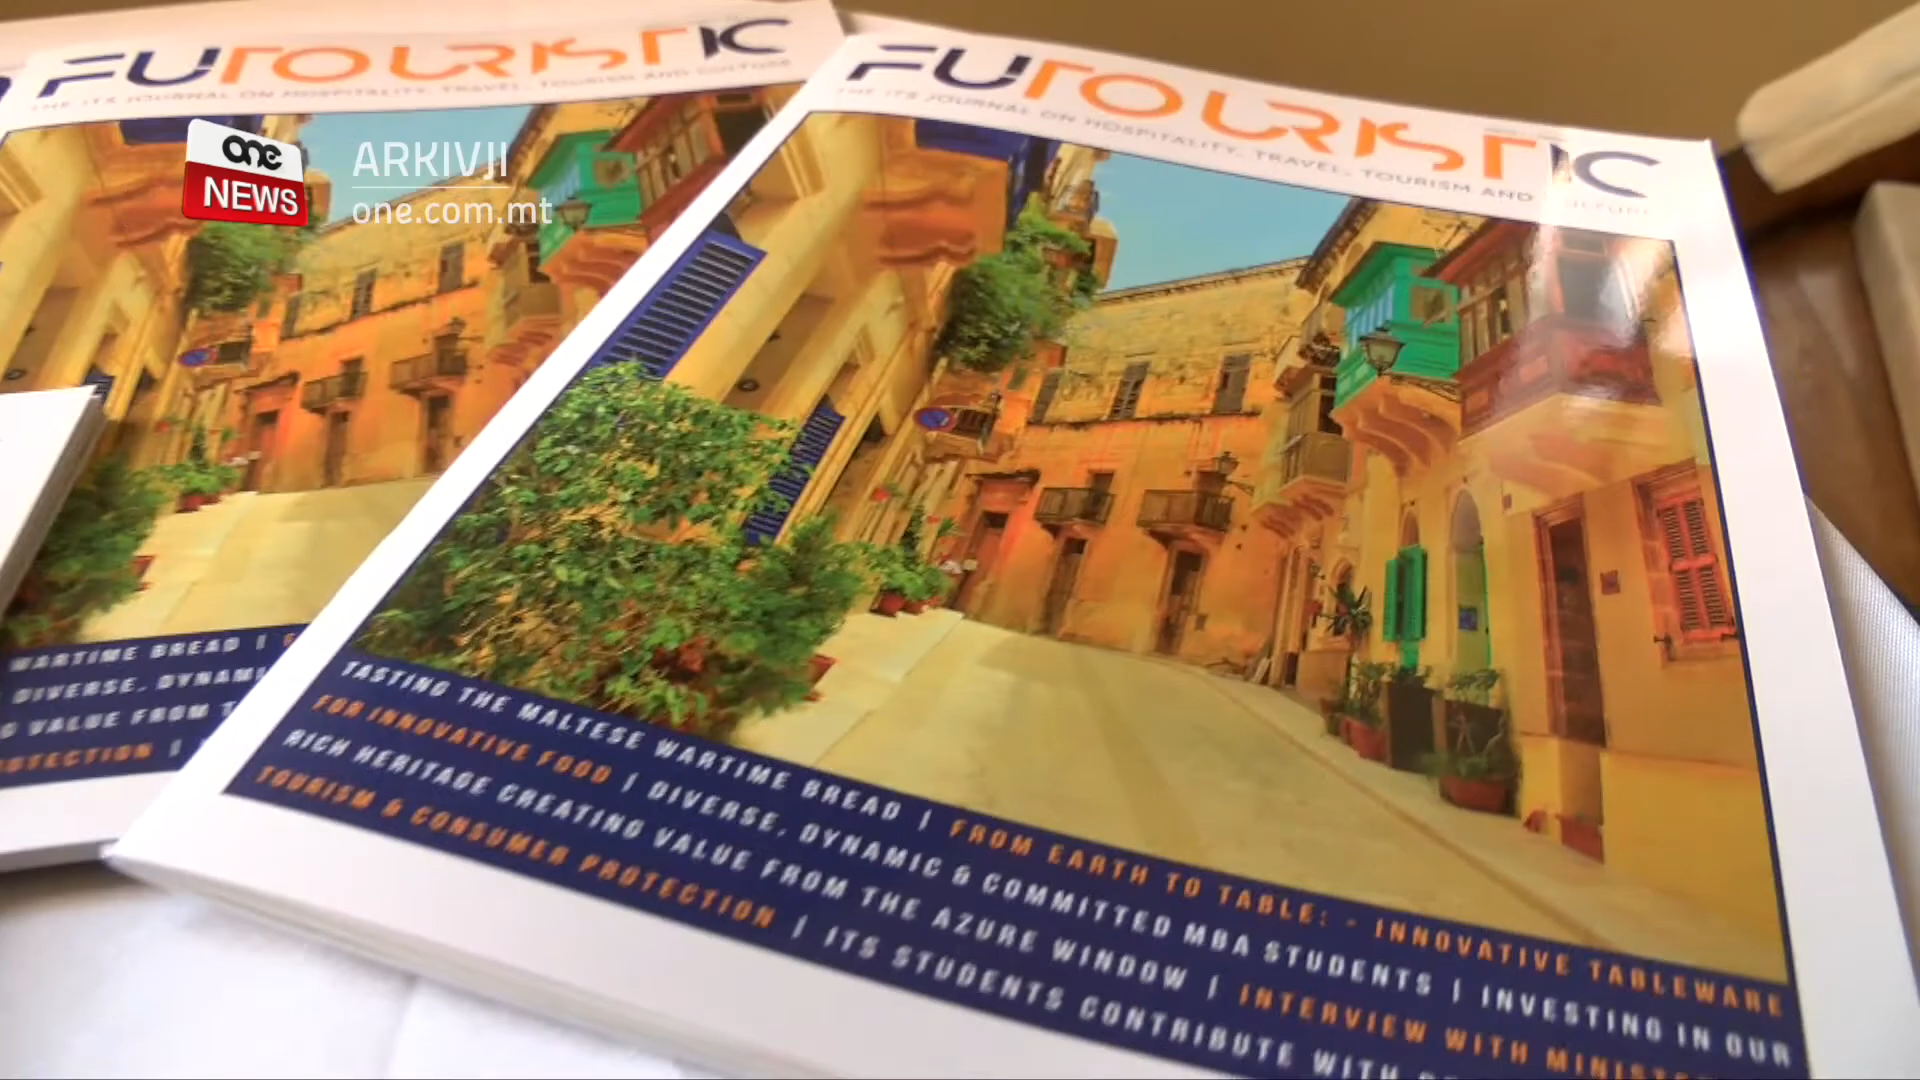 FUTOURISTIC
THE ITS JOURNAL ON HOSPITALITY, TRAVEL, TOURISM AND CULTURE
one
NEWS
ARKIVJI
one.com.mt
WARTIME BREAD |
DIVERSE, DYNAMI
VALUE FROM
OTECTION |
FUTOURISTIC
THE ITS JOURNAL ON HOSPITALITY, TRAVEL, TOURISM AND CULTURE
TASTING THE MALTESE WARTIME BREAD | FROM EARTH TO TABLE: - INNOVATIVE TABLEWARE
FOR INNOVATIVE FOOD | DIVERSE, DYNAMIC & COMMITTED MBA STUDENTS | INVESTING IN OUR
RICH HERITAGE CREATING VALUE FROM THE AZURE WINDOW | INTERVIEW WITH MINISTE
TOURISM & CONSUMER PROTECTION | ITS STUDENTS CONTRIBUTE WITH